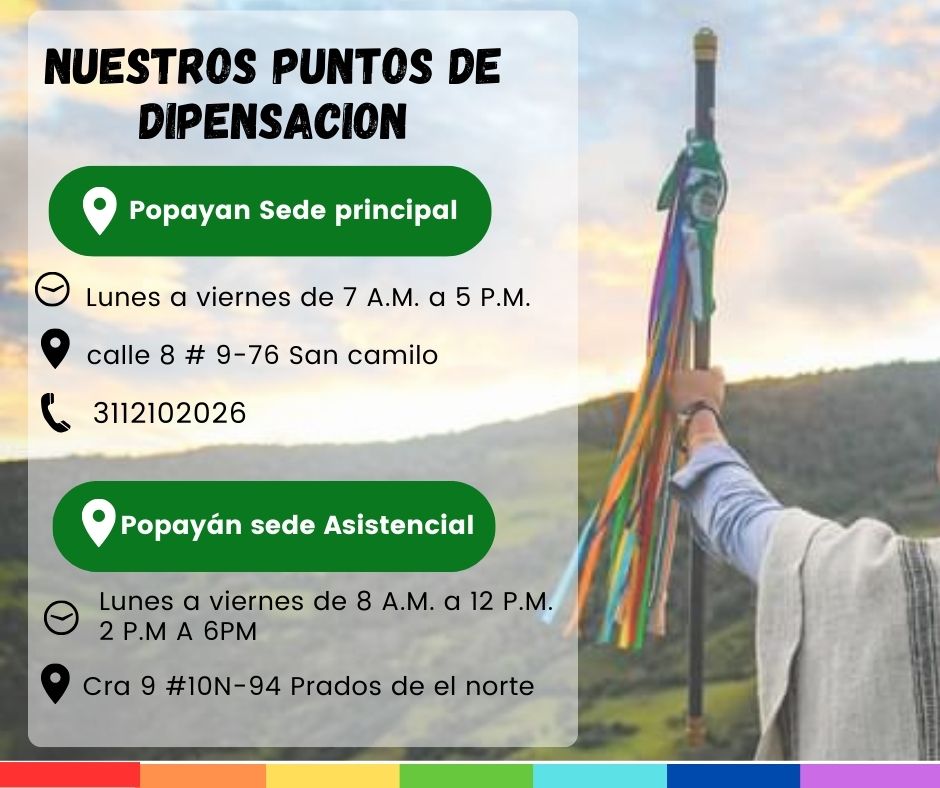 NUESTROS PUNTOS DE
DIPENSACION
Popayan Sede principal
Lunes a viernes de 7 A.M. a 5 P.M.
calle 8 # 9-76 San camilo
3112102026
Popayán sede Asistencial
Lunes a viernes de 8 A.M. a 12 P.M.
2 P.M A 6PM
Cra 9 #10N-94 Prados de el norte